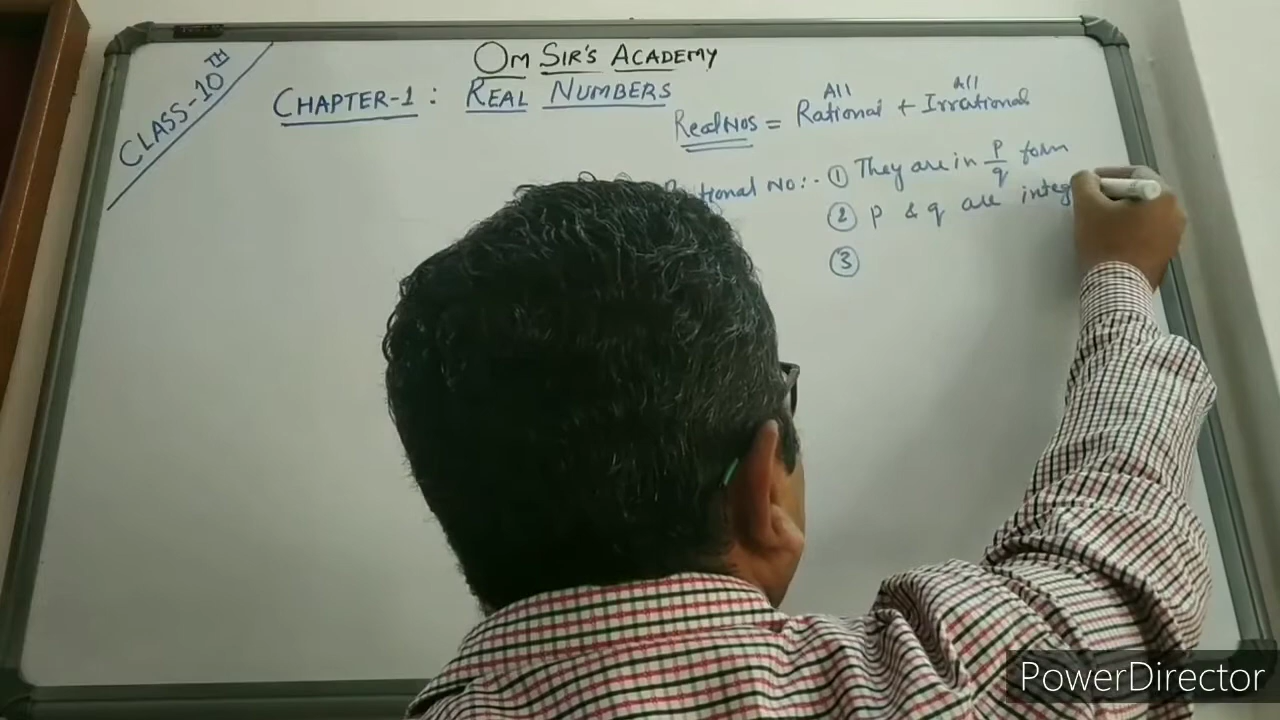 OM SIR'S ACADEMY
CLASS-10TH
CHAPTER-1: REAL NUMBERS
All All
Real Nos = Rational + Irrational
No:- ① They are in p/q form
② p & q are
③
PowerDirector